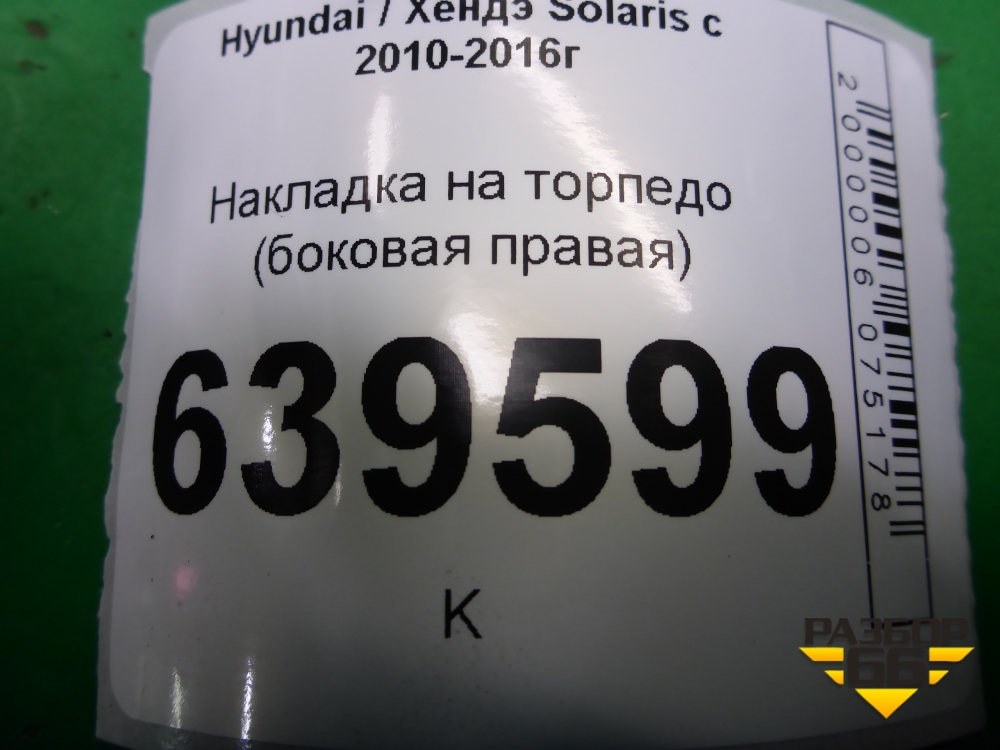 Hyundai / Хендэ Solaris с
2010-2016г
Накладка на торпедо
(боковая правая)
639599
К
2000006075178
РАЗБОР
66